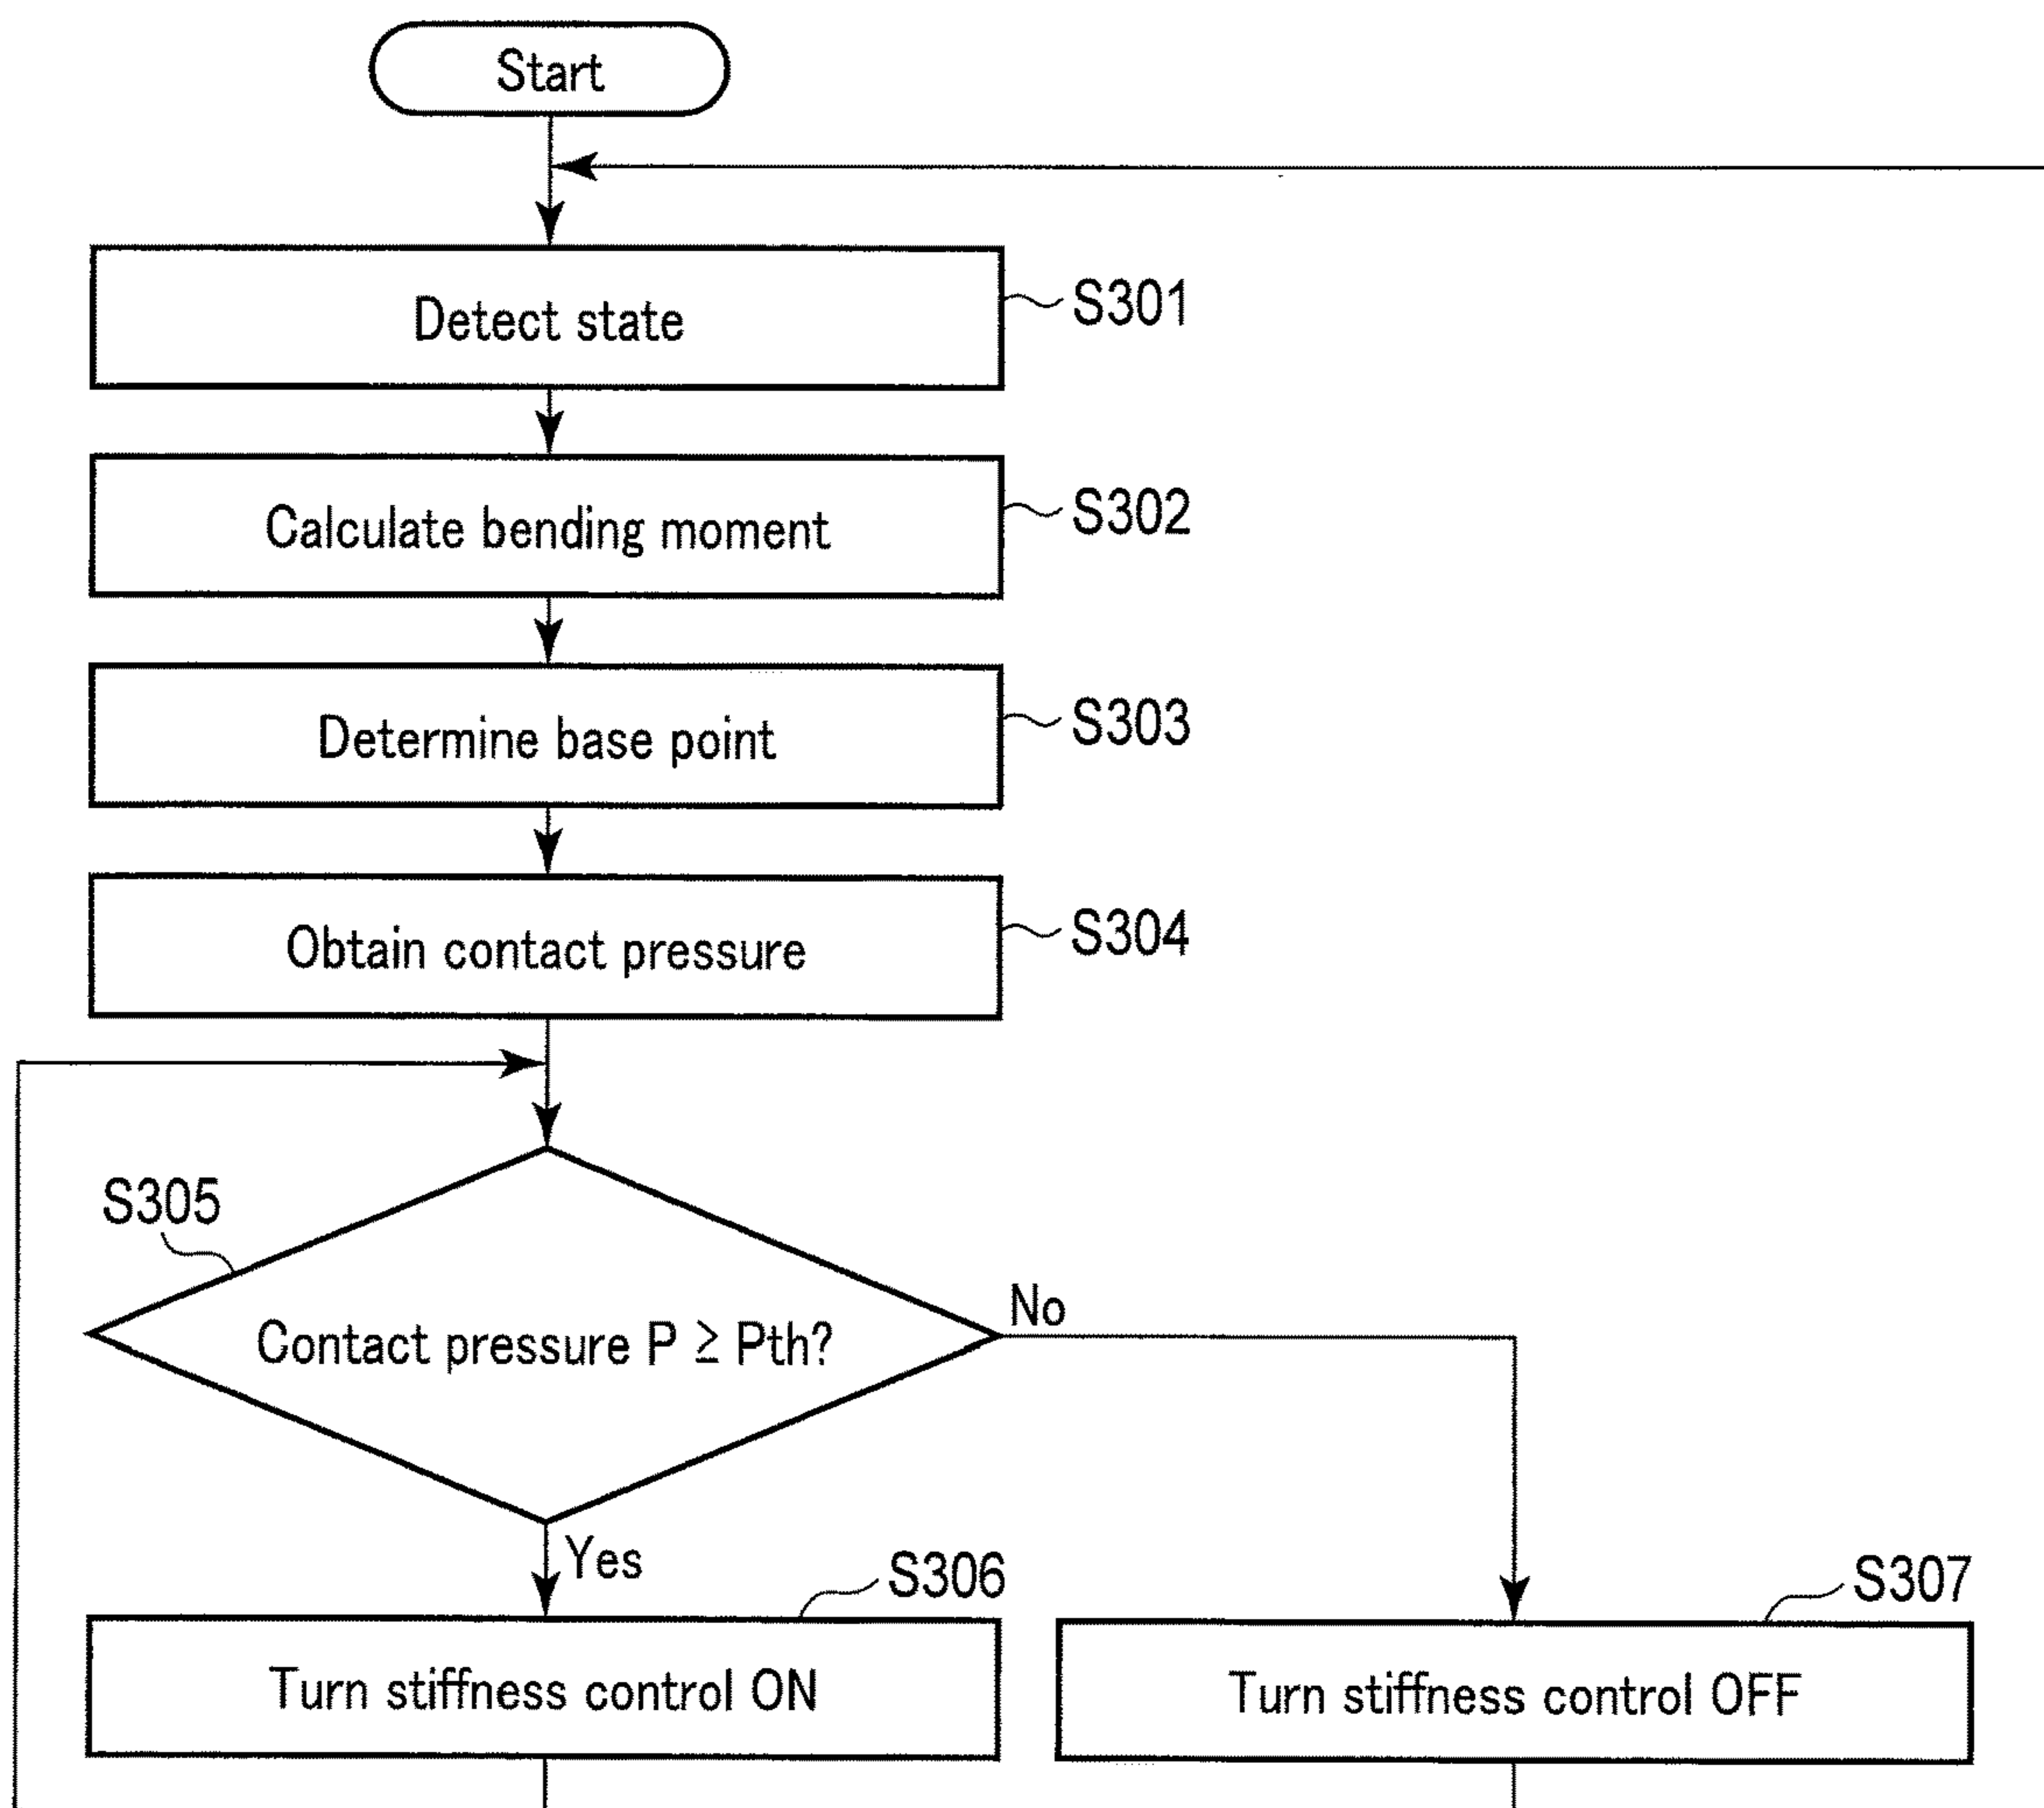 Start
Detect state
S301
Calculate bending moment
S302
Determine base point
S303
Obtain contact pressure
S304
S305
Contact pressure P ≥ Pth?
No
Yes
S306
S307
Turn stiffness control ON
Turn stiffness control OFF